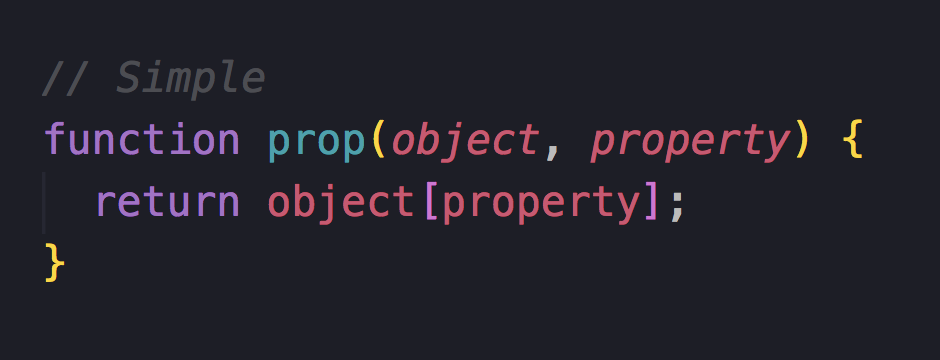 // Simple
function prop(object, property) {
  return object[property];
}